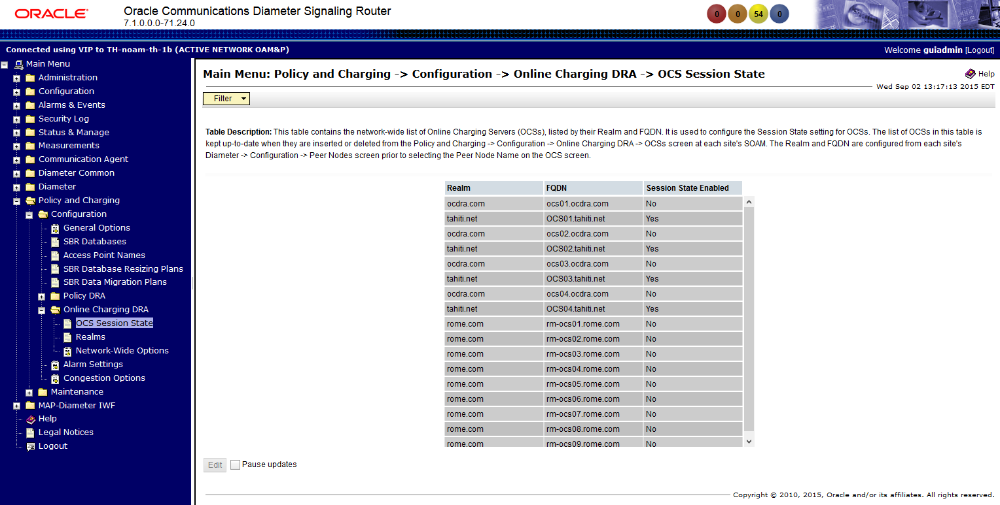 ORACLE
Oracle Communications Diameter Signaling Router
7.1.0.0.0-71.24.0
0 0 54 0
Connected using VIP to TH-noam-th-1b (ACTIVE NETWORK OAM&P)
Welcome guiadmin [Logout]
Main Menu
Administration
Configuration
Alarms & Events
Security Log
Status & Manage
Measurements
Communication Agent
Diameter Common
Diameter
Policy and Charging
Configuration
General Options
SBR Databases
Access Point Names
SBR Database Resizing Plans
SBR Data Migration Plans
Policy DRA
Online Charging DRA
OCS Session State
Realms
Network-Wide Options
Alarm Settings
Congestion Options
Maintenance
MAP-Diameter IWF
Help
Legal Notices
Logout
Main Menu: Policy and Charging -> Configuration -> Online Charging DRA -> OCS Session State
Help
Wed Sep 02 13:17:13 2015 EDT
Filter
Table Description: This table contains the network-wide list of Online Charging Servers (OCSs), listed by their Realm and FQDN. It is used to configure the Session State setting for OCSs. The list of OCSs in this table is
kept up-to-date when they are inserted or deleted from the Policy and Charging -> Configuration -> Online Charging DRA -> OCSs screen at each site's SOAM. The Realm and FQDN are configured from each site's
Diameter -> Configuration -> Peer Nodes screen prior to selecting the Peer Node Name on the OCS screen.
Realm FQDN Session State Enabled
ocdra.com ocs01.ocdra.com No
tahiti.net OCS01.tahiti.net Yes
ocdra.com ocs02.ocdra.com No
tahiti.net OCS02.tahiti.net Yes
ocdra.com ocs03.ocdra.com No
tahiti.net OCS03.tahiti.net Yes
ocdra.com ocs04.ocdra.com No
tahiti.net OCS04.tahiti.net Yes
rome.com rm-ocs01.rome.com No
rome.com rm-ocs02.rome.com No
rome.com rm-ocs03.rome.com No
rome.com rm-ocs04.rome.com No
rome.com rm-ocs05.rome.com No
rome.com rm-ocs06.rome.com No
rome.com rm-ocs07.rome.com No
rome.com rm-ocs08.rome.com No
rome.com rm-ocs09.rome.com No
Edit Pause updates
Copyright © 2010, 2015, Oracle and/or its affiliates. All rights reserved.